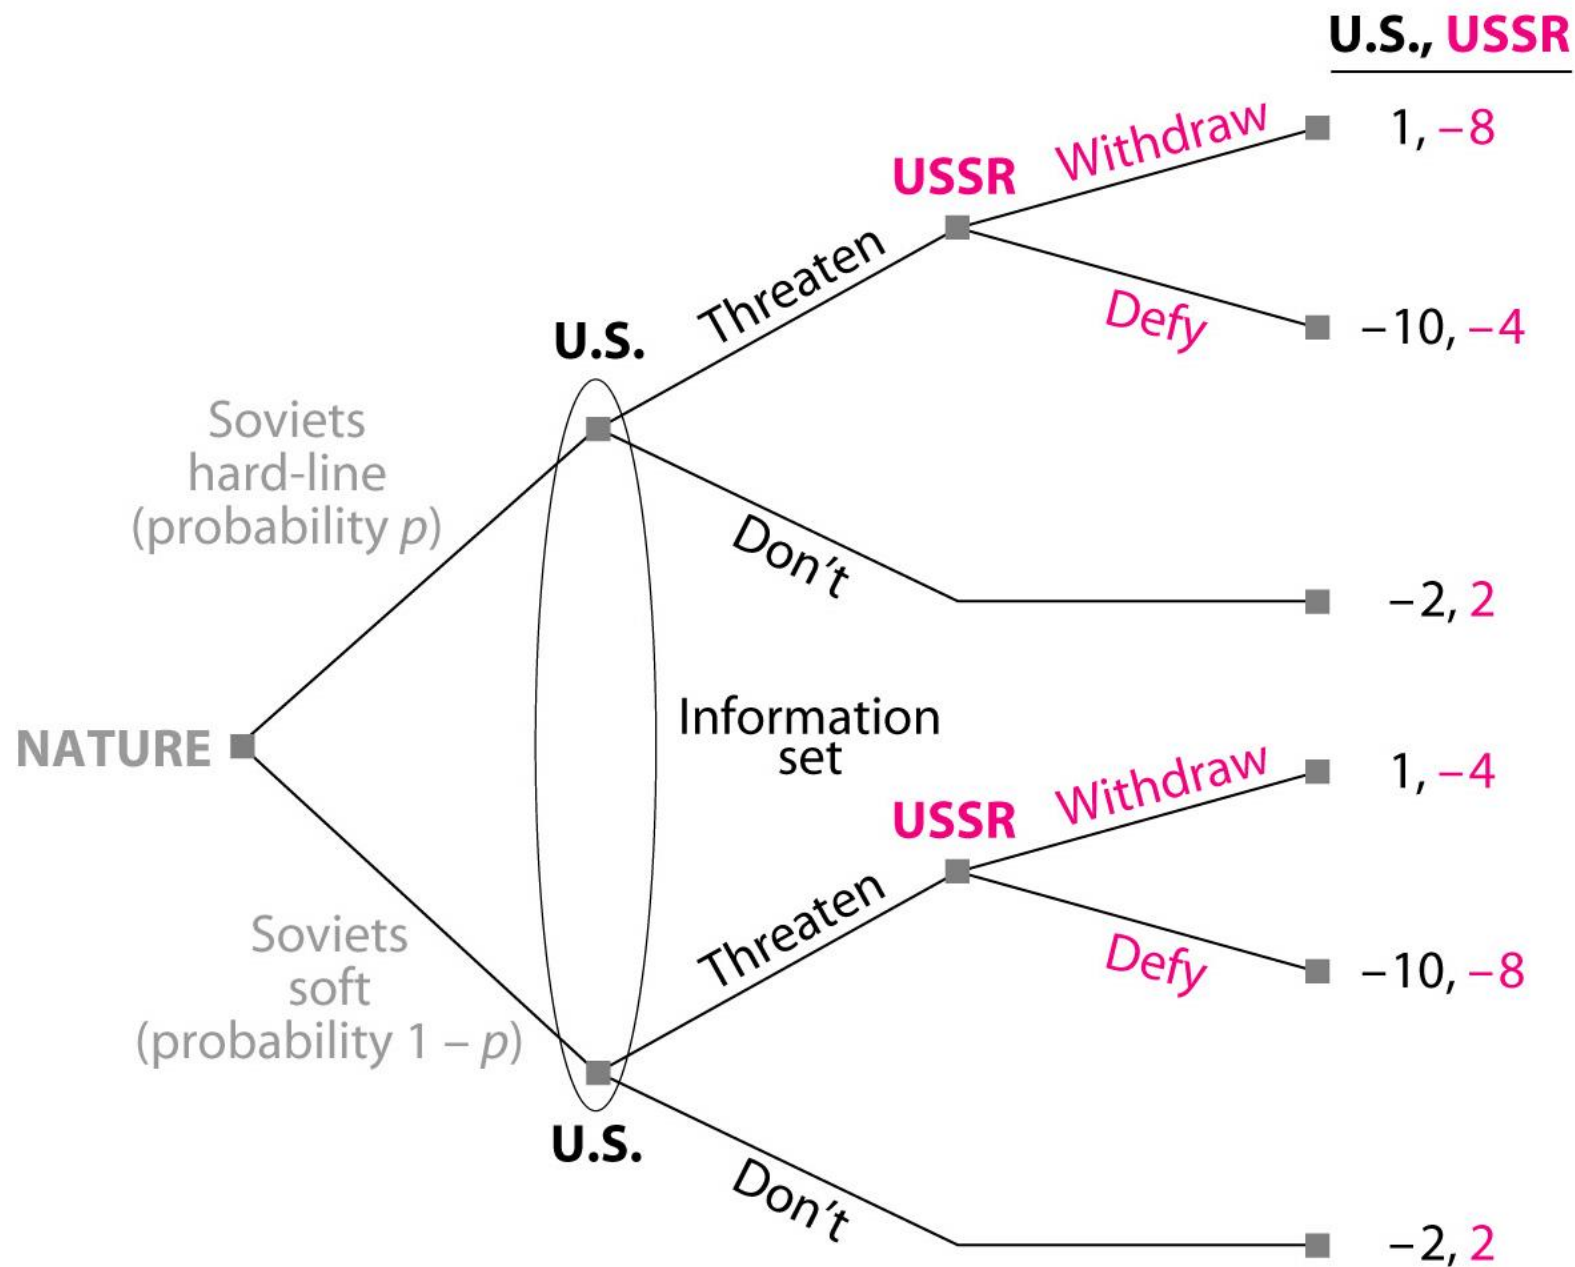 U.S., USSR
Withdraw
1, –8
USSR
Threaten
Defy
–10, –4
U.S.
Soviets
hard-line
(probability p)
Don’t
–2, 2
NATURE
Information
set
Withdraw
1, –4
USSR
Threaten
Defy
–10, –8
Soviets
soft
(probability 1 – p)
U.S.
Don’t
–2, 2